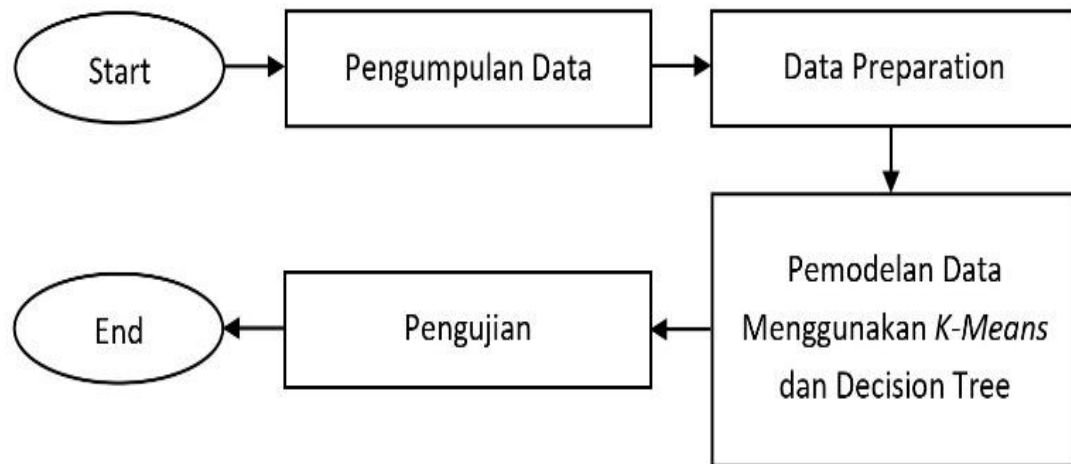 Start
Pengumpulan Data
Data Preparation
Pemodelan Data
Menggunakan K-Means
dan Decision Tree
Pengujian
End